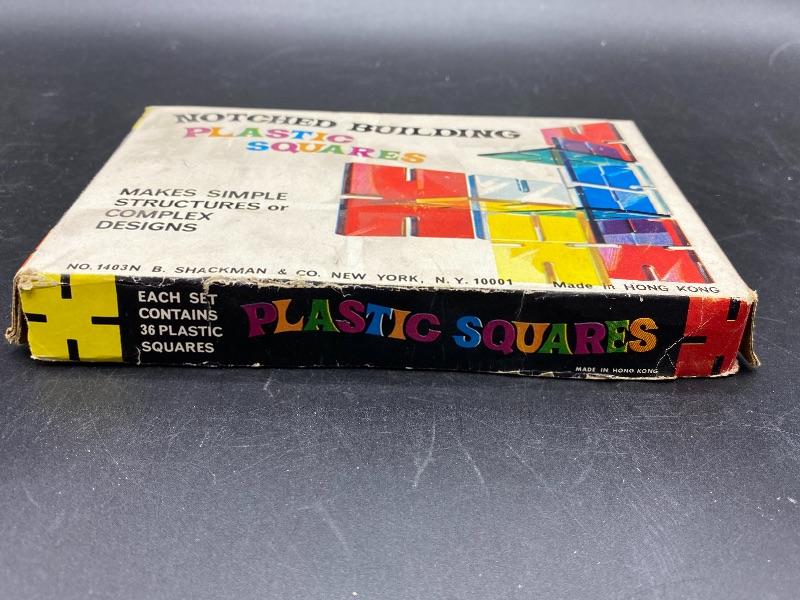 NOTCHED BUILDING
PLASTIC
SQUARES
MAKES SIMPLE
STRUCTURES or
COMPLEX
DESIGNS
NO. 1403N B. SHACKMAN & CO. NEW YORK, N.Y. 10001 Made in HONG KONG
EACH SET
CONTAINS
36 PLASTIC
SQUARES
PLASTIC SQUARES
MADE IN HONG KONG